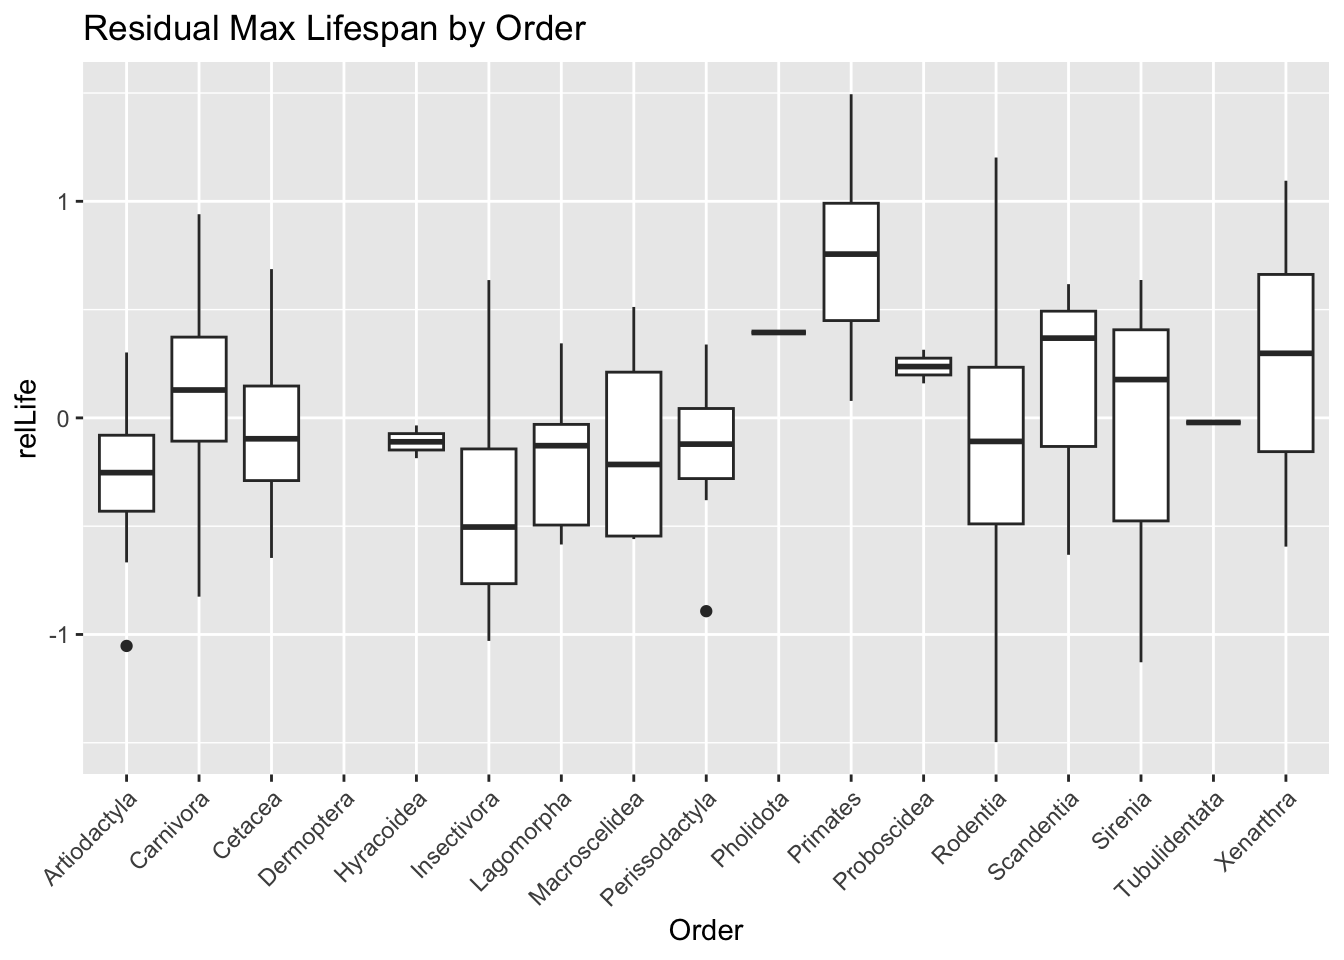 Residual Max Lifespan by Order
relLife
1
0
-1
Artiodactyla
Carnivora
Cetacea
Dermoptera
Hyracoidea
Insectivora
Lagomorpha
Macroscelidea
Perissodactyla
Pholidota
Primates
Proboscidea
Rodentia
Scandentia
Sirenia
Tubulidentata
Xenarthra
Order